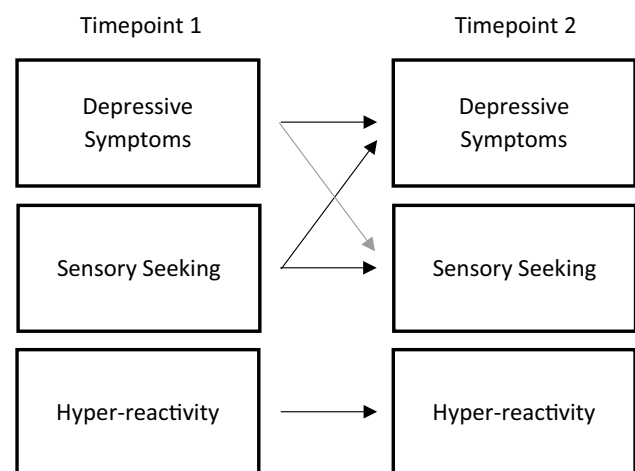 Timepoint 1
Timepoint 2
Depressive
Symptoms
Depressive
Symptoms
Sensory Seeking
Sensory Seeking
Hyper-reactivity
Hyper-reactivity